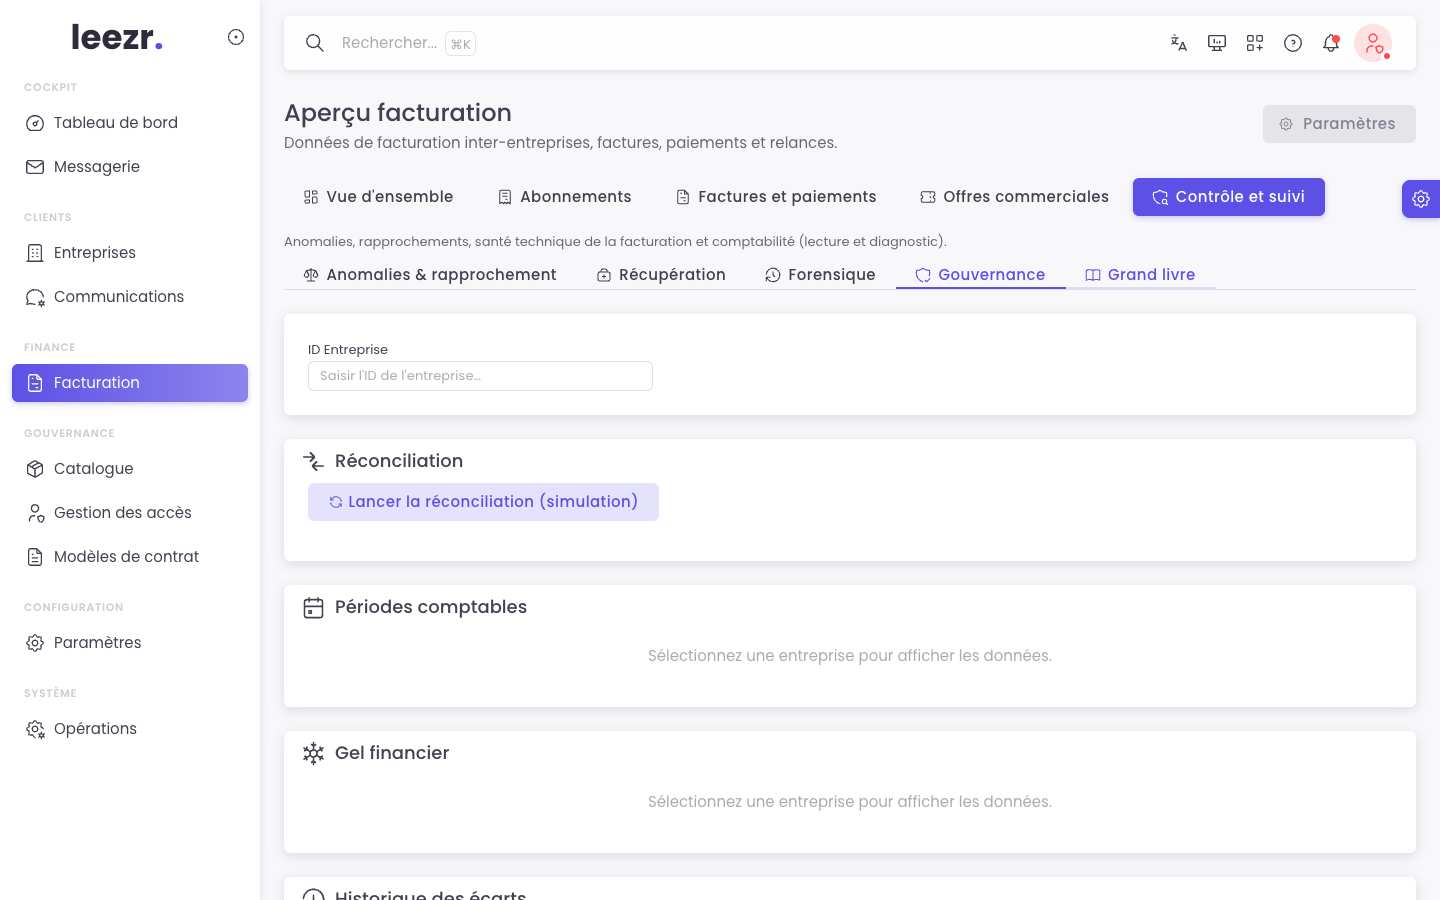 leezr.
COCKPIT
Tableau de bord
Messagerie
CLIENTS
Entreprises
Communications
FINANCE
Facturation
GOUVERNANCE
Catalogue
Gestion des accès
Modèles de contrat
CONFIGURATION
Paramètres
SYSTÈME
Opérations
Rechercher... ⌘K
Aperçu facturation
Données de facturation inter-entreprises, factures, paiements et relances.
Paramètres
Vue d'ensemble Abonnements Factures et paiements Offres commerciales Contrôle et suivi
Anomalies, rapprochements, santé technique de la facturation et comptabilité (lecture et diagnostic).
Anomalies & rapprochement Récupération Forensique Gouvernance Grand livre
ID Entreprise
Saisir l'ID de l'entreprise...
Réconciliation
Lancer la réconciliation (simulation)
Périodes comptables
Sélectionnez une entreprise pour afficher les données.
Gel financier
Sélectionnez une entreprise pour afficher les données.
Historique des écarts